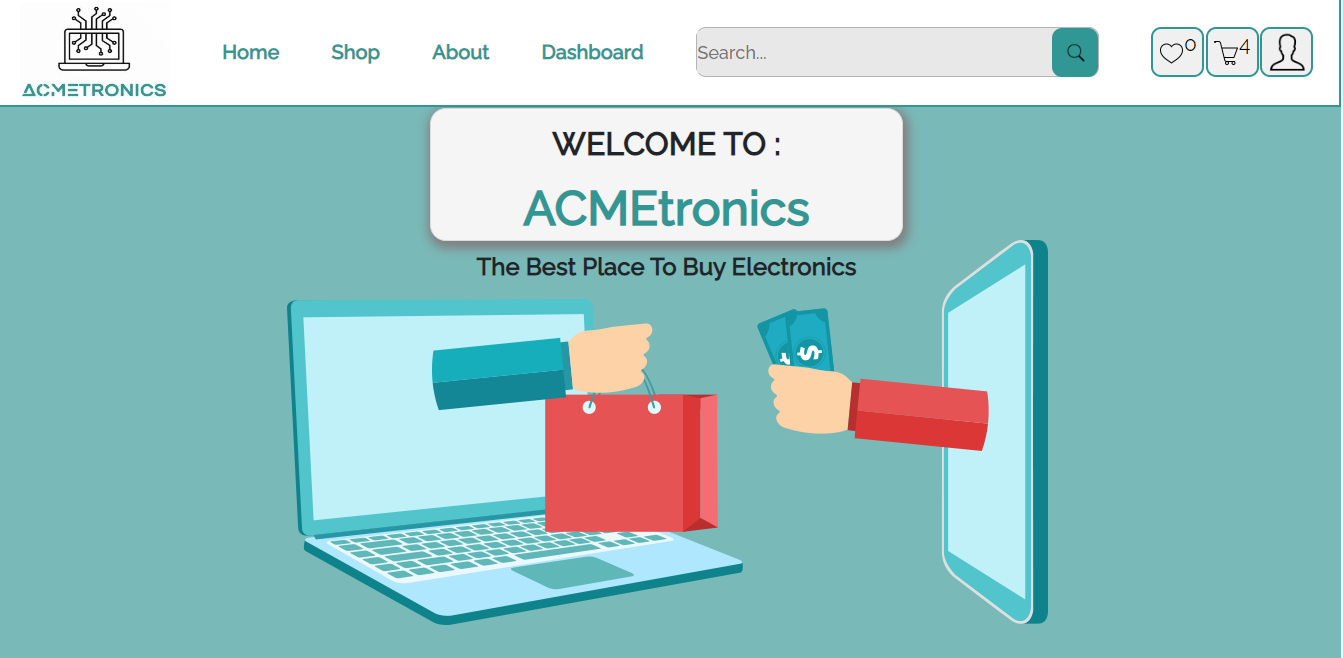 ACMETRONICS
Home Shop About Dashboard
Search...
0
4
WELCOME TO :
ACMEtronics
The Best Place To Buy Electronics
$